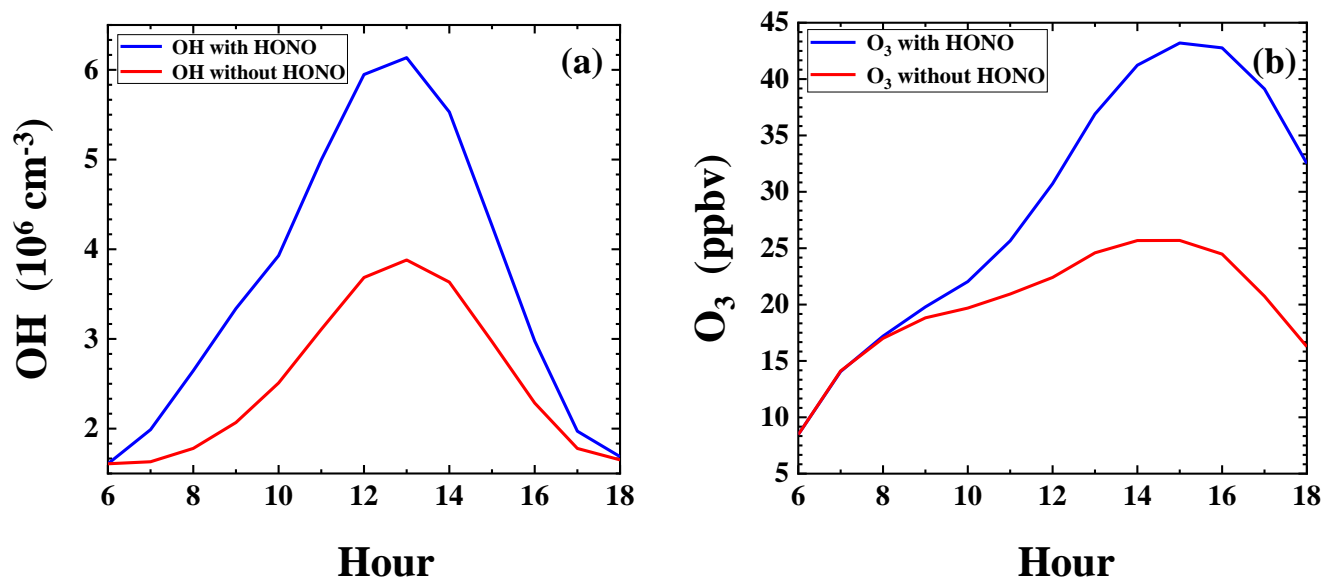 OH with HONO
OH without HONO
(a)
6
5
4
3
2
OH (10⁶ cm⁻³)
6 8 10 12 14 16 18
Hour
O₃ with HONO
O₃ without HONO
(b)
45
40
35
30
25
20
15
10
5
O₃ (ppbv)
6 8 10 12 14 16 18
Hour